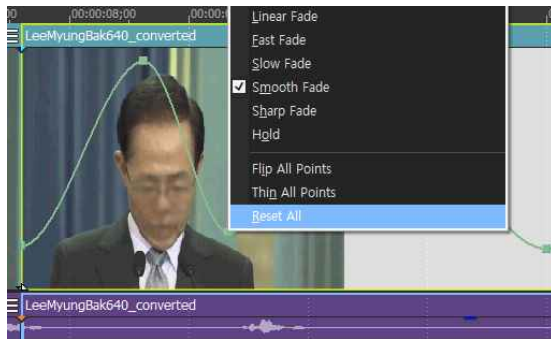 00:00:08;00
00:00:
LeeMyungBak640_converted
Linear Fade
Fast Fade
Slow Fade
Smooth Fade
Sharp Fade
Hold
Flip All Points
Thin All Points
Reset All
LeeMyungBak640_converted